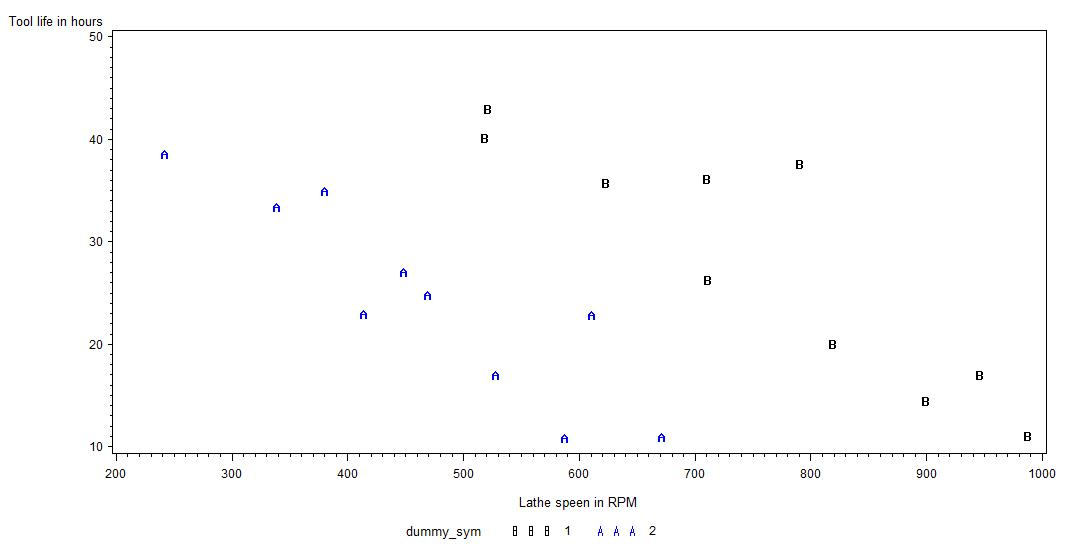 Tool life in hours
50
B
B
40
A
B
B
B
A
A
30
A
B
A
A
A
20
B
A
B
B
A
A
B
10
200 300 400 500 600 700 800 900 1000
Lathe speen in RPM
dummy_sym B B B 1 A A A 2